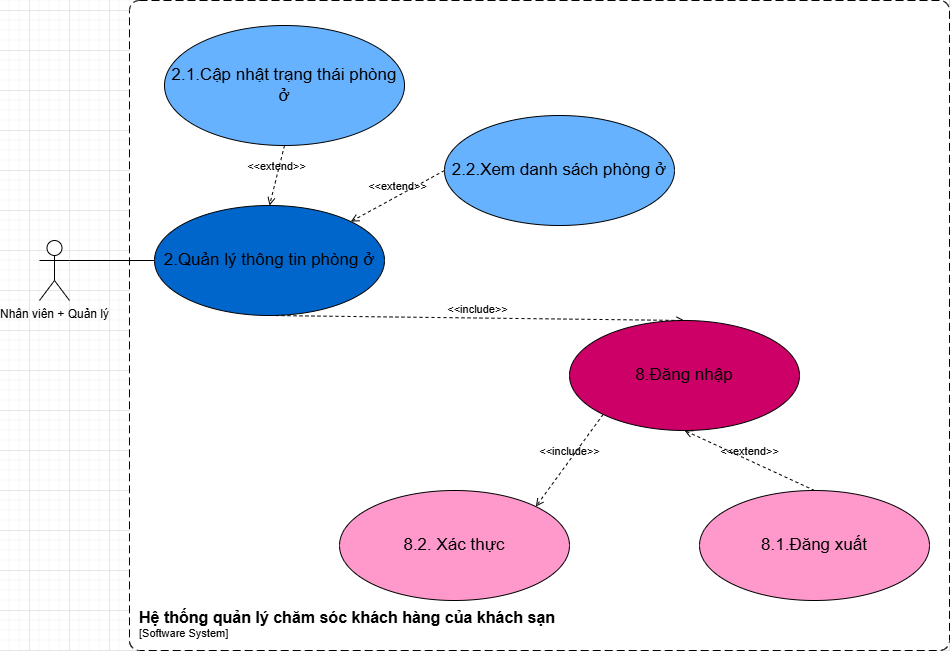 2.1.Cập nhật trạng thái phòng
ở
<<extend>>
2.2.Xem danh sách phòng ở
<<extend>>
2.Quản lý thông tin phòng ở
Nhân viên + Quản lý
<<include>>
8.Đăng nhập
<<include>>
<<extend>>
8.2. Xác thực
8.1.Đăng xuất
Hệ thống quản lý chăm sóc khách hàng của khách sạn
[Software System]